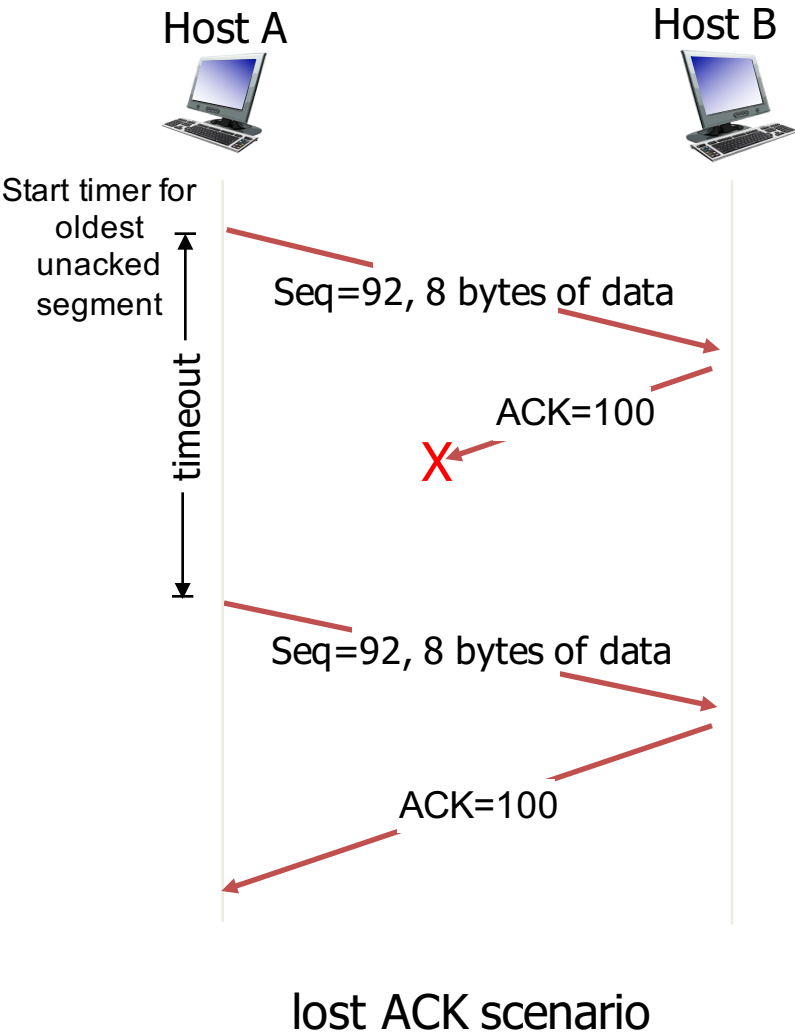 Host A
Host B
Start timer for
oldest
unacked
segment
timeout
Seq=92, 8 bytes of data
ACK=100
X
Seq=92, 8 bytes of data
ACK=100
lost ACK scenario